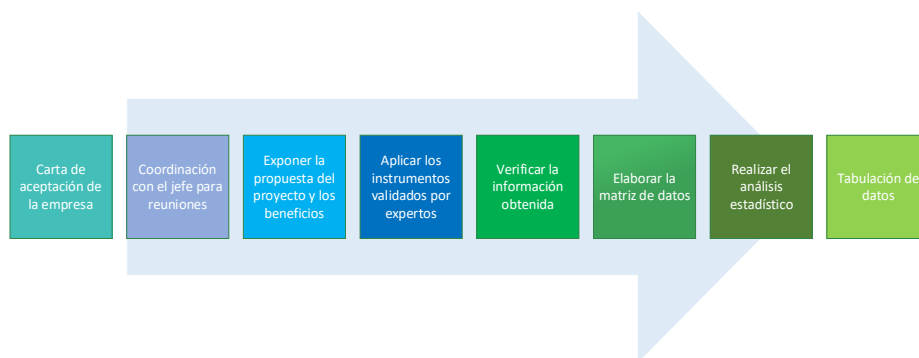 Carta de
aceptación de
la empresa
Coordinación
con el jefe para
reuniones
Exponer la
propuesta del
proyecto y los
beneficios
Aplicar los
instrumentos
validados por
expertos
Verificar la
información
obtenida
Elaborar la
matriz de datos
Realizar el
análisis
estadístico
Tabulación de
datos